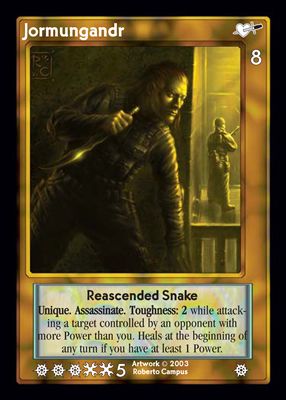 Jormungandr
8
Reascended Snake
Unique. Assassinate. Toughness: 2 while attack-
ing a target controlled by an opponent with
more Power than you. Heals at the beginning of
any turn if you have at least 1 Power.
5
Artwork © 2003
Roberto Campus